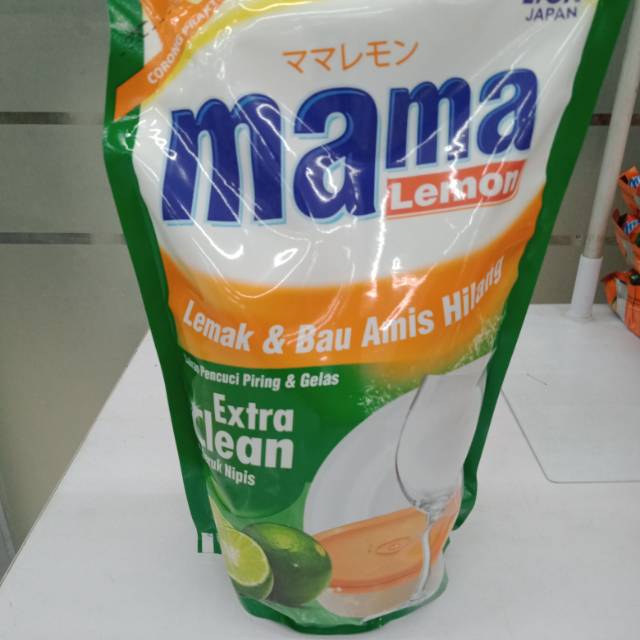 JAPAN
ママレモン
mama
Lemon
Lemak & Bau Amis Hilang
Pencuci Piring & Gelas
Extra
Clean
Nipis